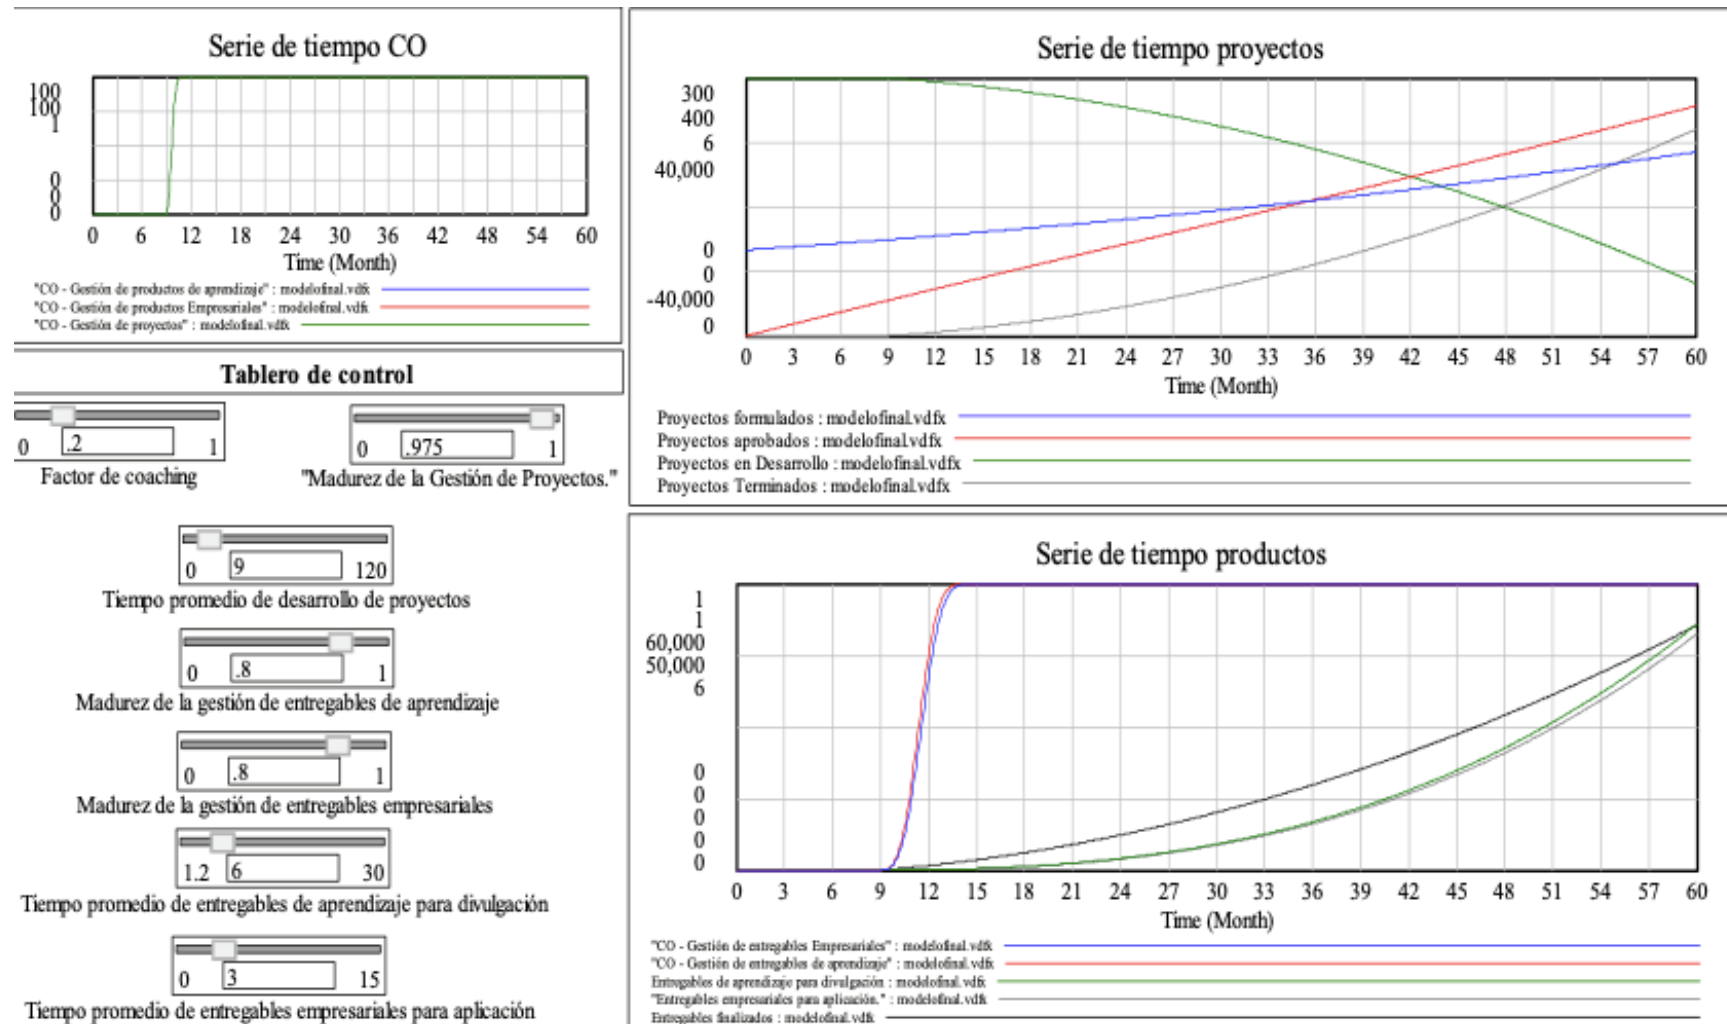 Serie de tiempo CO
100
100
1
0
0
0
0 6 12 18 24 30 36 42 48 54 60
Time (Month)
"CO - Gestión de productos de aprendizaje" : modelofinal.vdfx
"CO - Gestión de productos Empresariales" : modelofinal.vdfx
"CO - Gestión de proyectos" : modelofinal.vdfx
Tablero de control
0 .2 1
Factor de coaching
0 .975 1
"Madurez de la Gestión de Proyectos."
0 9 120
Tiempo promedio de desarrollo de proyectos
0 .8 1
Madurez de la gestión de entregables de aprendizaje
0 .8 1
Madurez de la gestión de entregables empresariales
1.2 6 30
Tiempo promedio de entregables de aprendizaje para divulgación
0 3 15
Tiempo promedio de entregables empresariales para aplicación
Serie de tiempo proyectos
300
400
6
40,000
0
0
-40,000
0
0 3 6 9 12 15 18 21 24 27 30 33 36 39 42 45 48 51 54 57 60
Time (Month)
Proyectos formulados : modelofinal.vdfx
Proyectos aprobados : modelofinal.vdfx
Proyectos en Desarrollo : modelofinal.vdfx
Proyectos Terminados : modelofinal.vdfx
Serie de tiempo productos
1
1
60,000
50,000
6
0
0
0
0
0
0 3 6 9 12 15 18 21 24 27 30 33 36 39 42 45 48 51 54 57 60
Time (Month)
"CO - Gestión de entregables Empresariales" : modelofinal.vdfx
"CO - Gestión de entregables de aprendizaje" : modelofinal.vdfx
Entregables de aprendizaje para divulgación : modelofinal.vdfx
"Entregables empresariales para aplicación." : modelofinal.vdfx
Entregables finalizados : modelofinal.vdfx